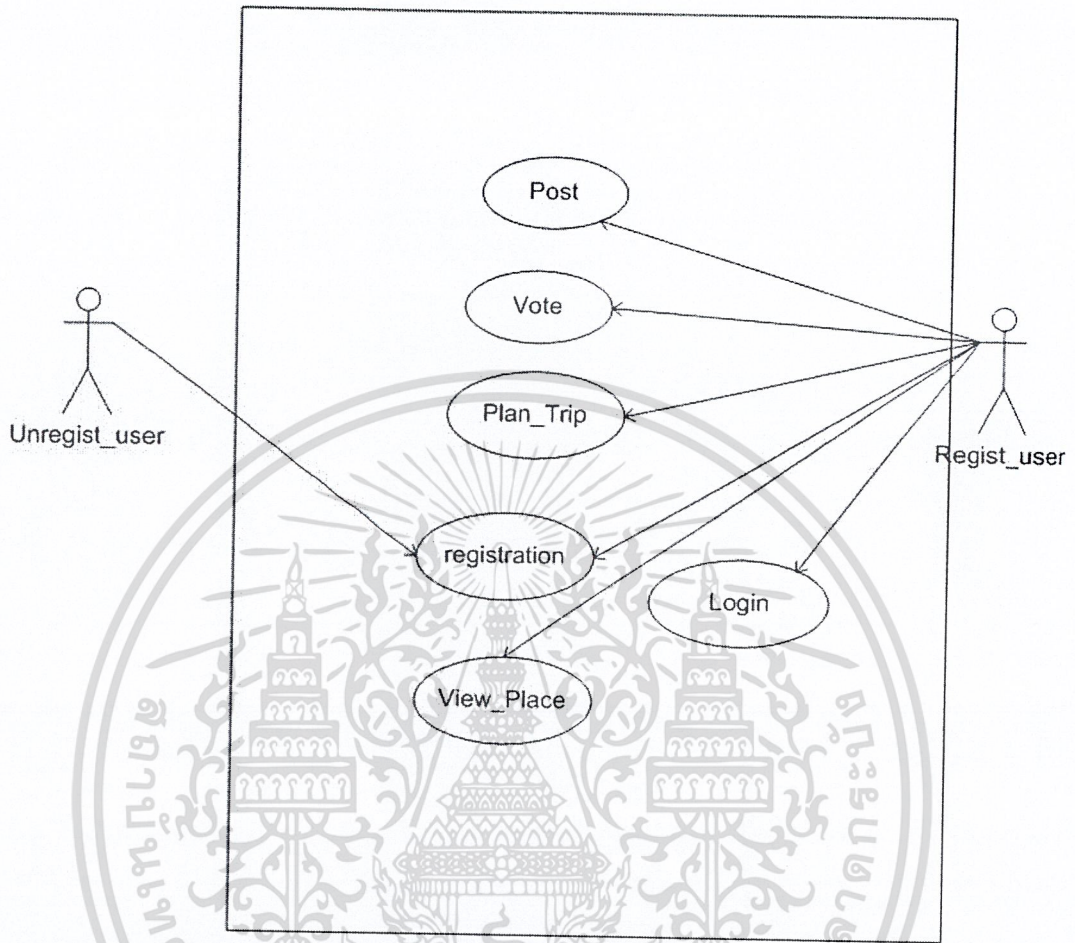 Post
Vote
Plan_Trip
registration
Login
View_Place
Unregist_user
Regist_user